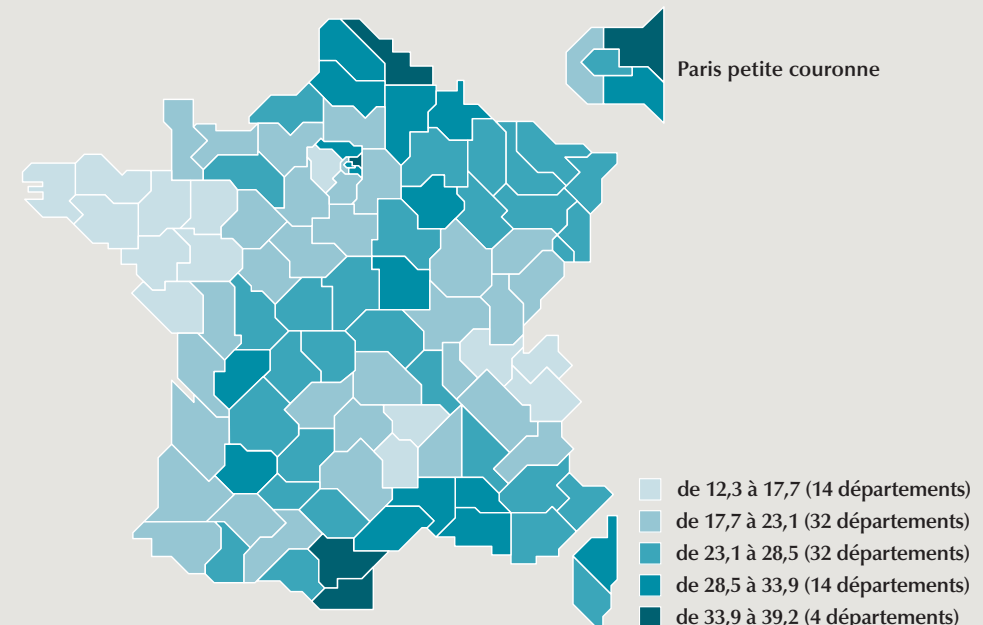 Paris petite couronne
de 12,3 à 17,7 (14 départements)
de 17,7 à 23,1 (32 départements)
de 23,1 à 28,5 (32 départements)
de 28,5 à 33,9 (14 départements)
de 33,9 à 39,2 (4 départements)